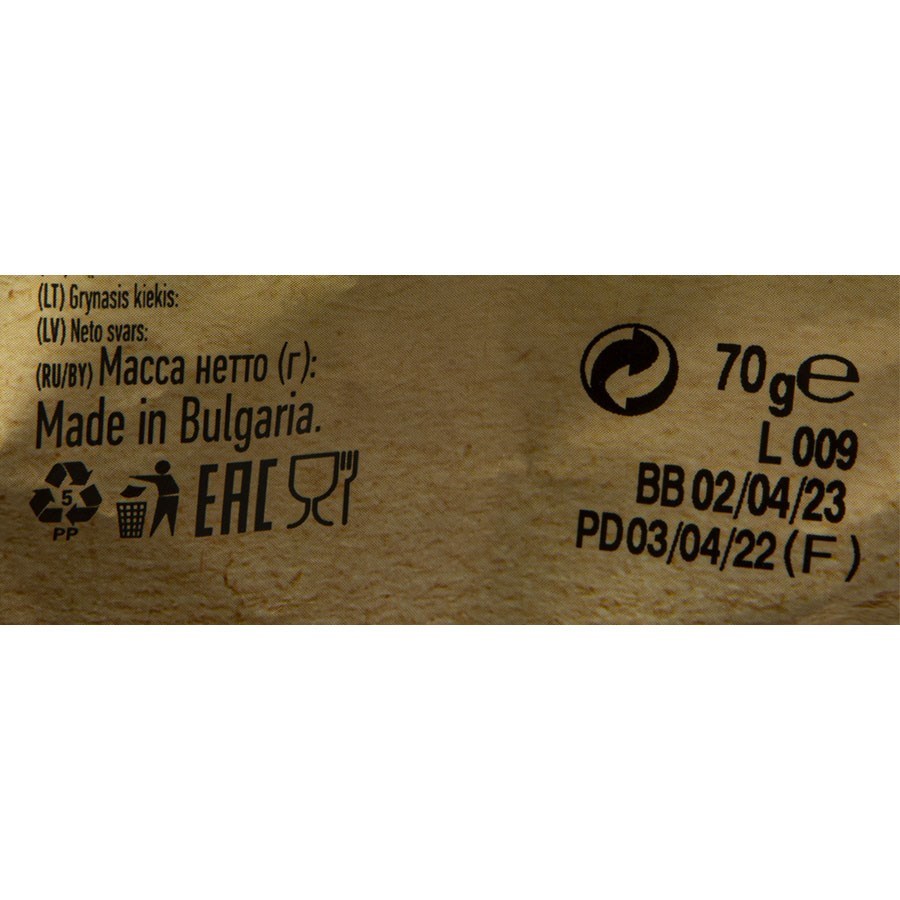 (LT) Grynasis kiekis:
(LV) Neto svars:
(RU/BY) Масса нетто (г):
Made in Bulgaria.
5
PP
EAC
70g e
L 009
BB 02/04/23
PD 03/04/22 (F)